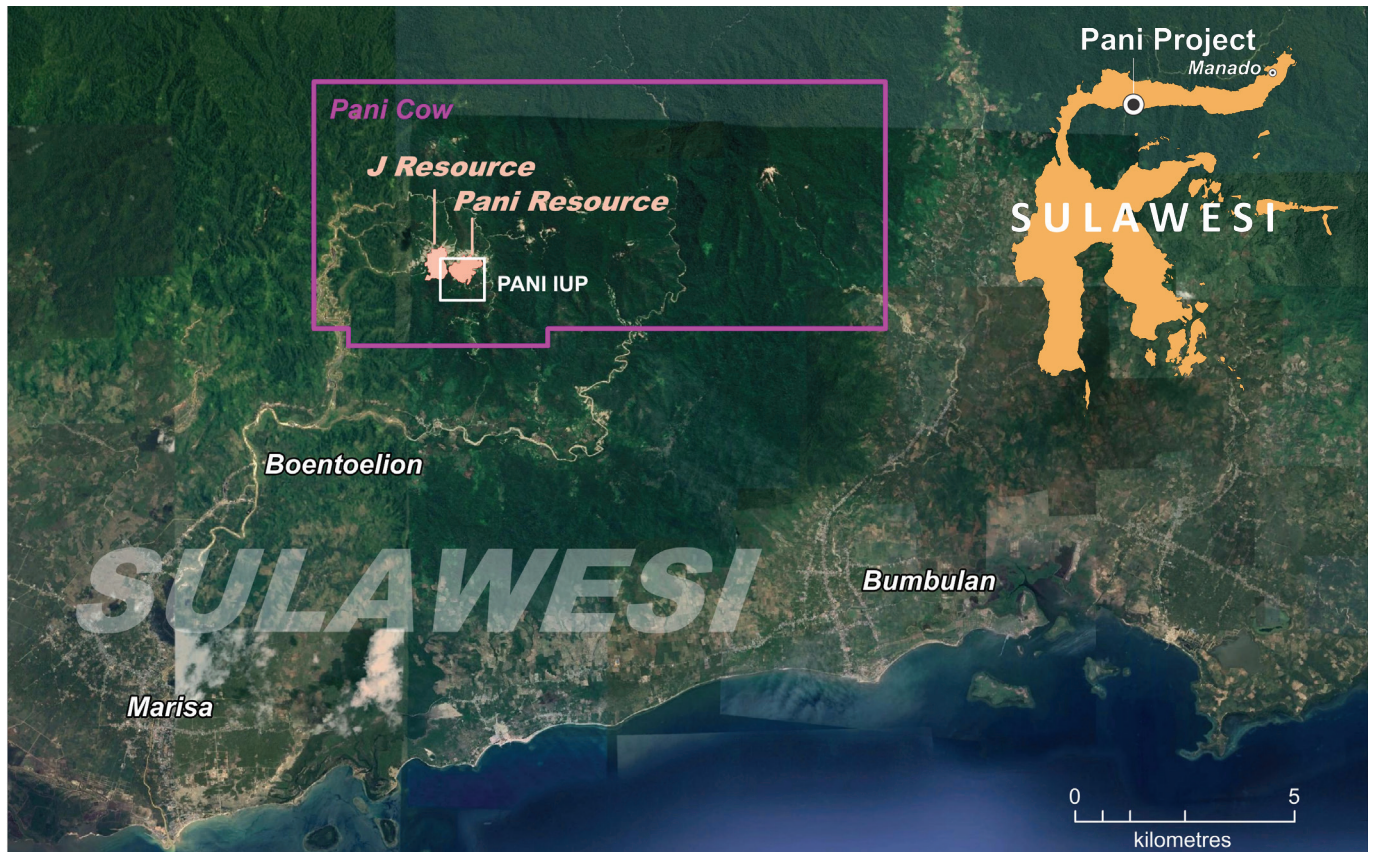 Pani Project
Manado
Pani Cow
J Resource
Pani Resource
SULAWESI
PANI IUP
Boentoelion
SULAWESI
Bumbulan
Marisa
0 5
kilometres